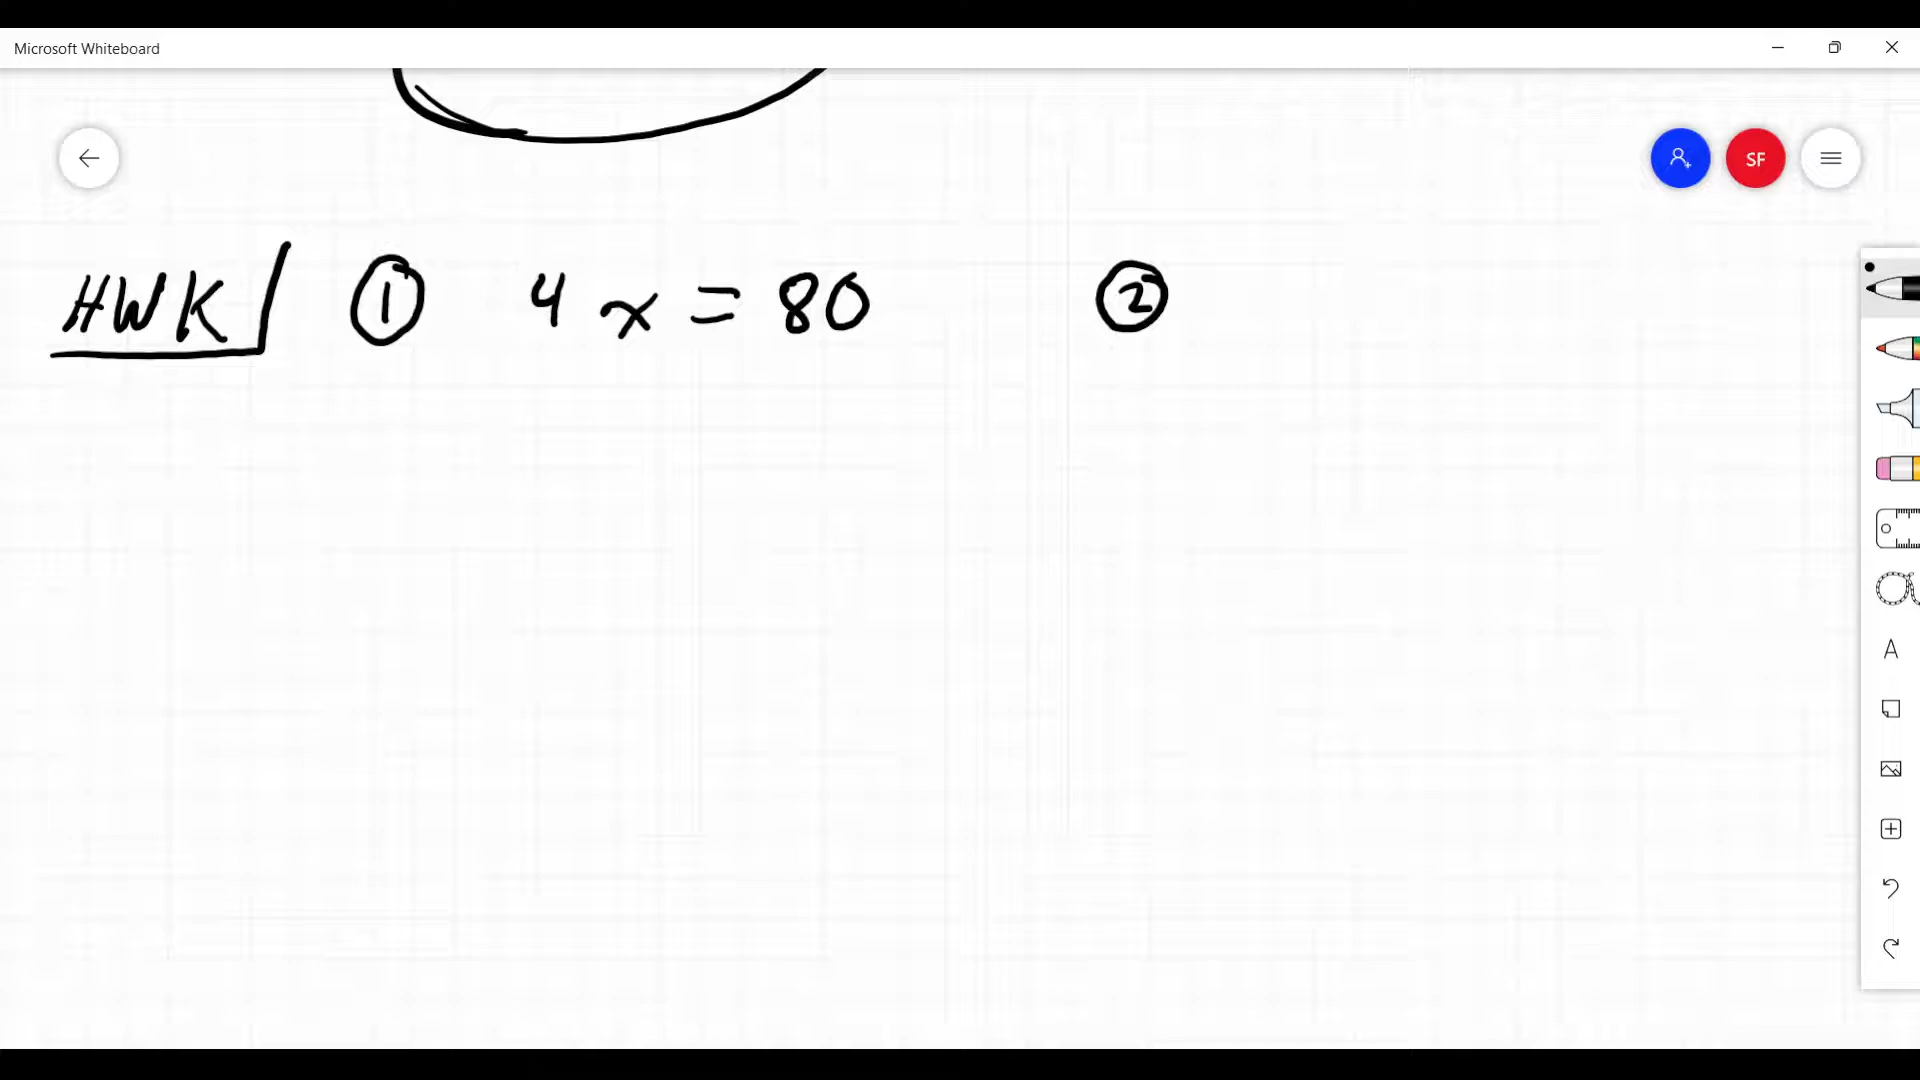 Microsoft Whiteboard
SF
HWK ① 4x = 80 ②
A